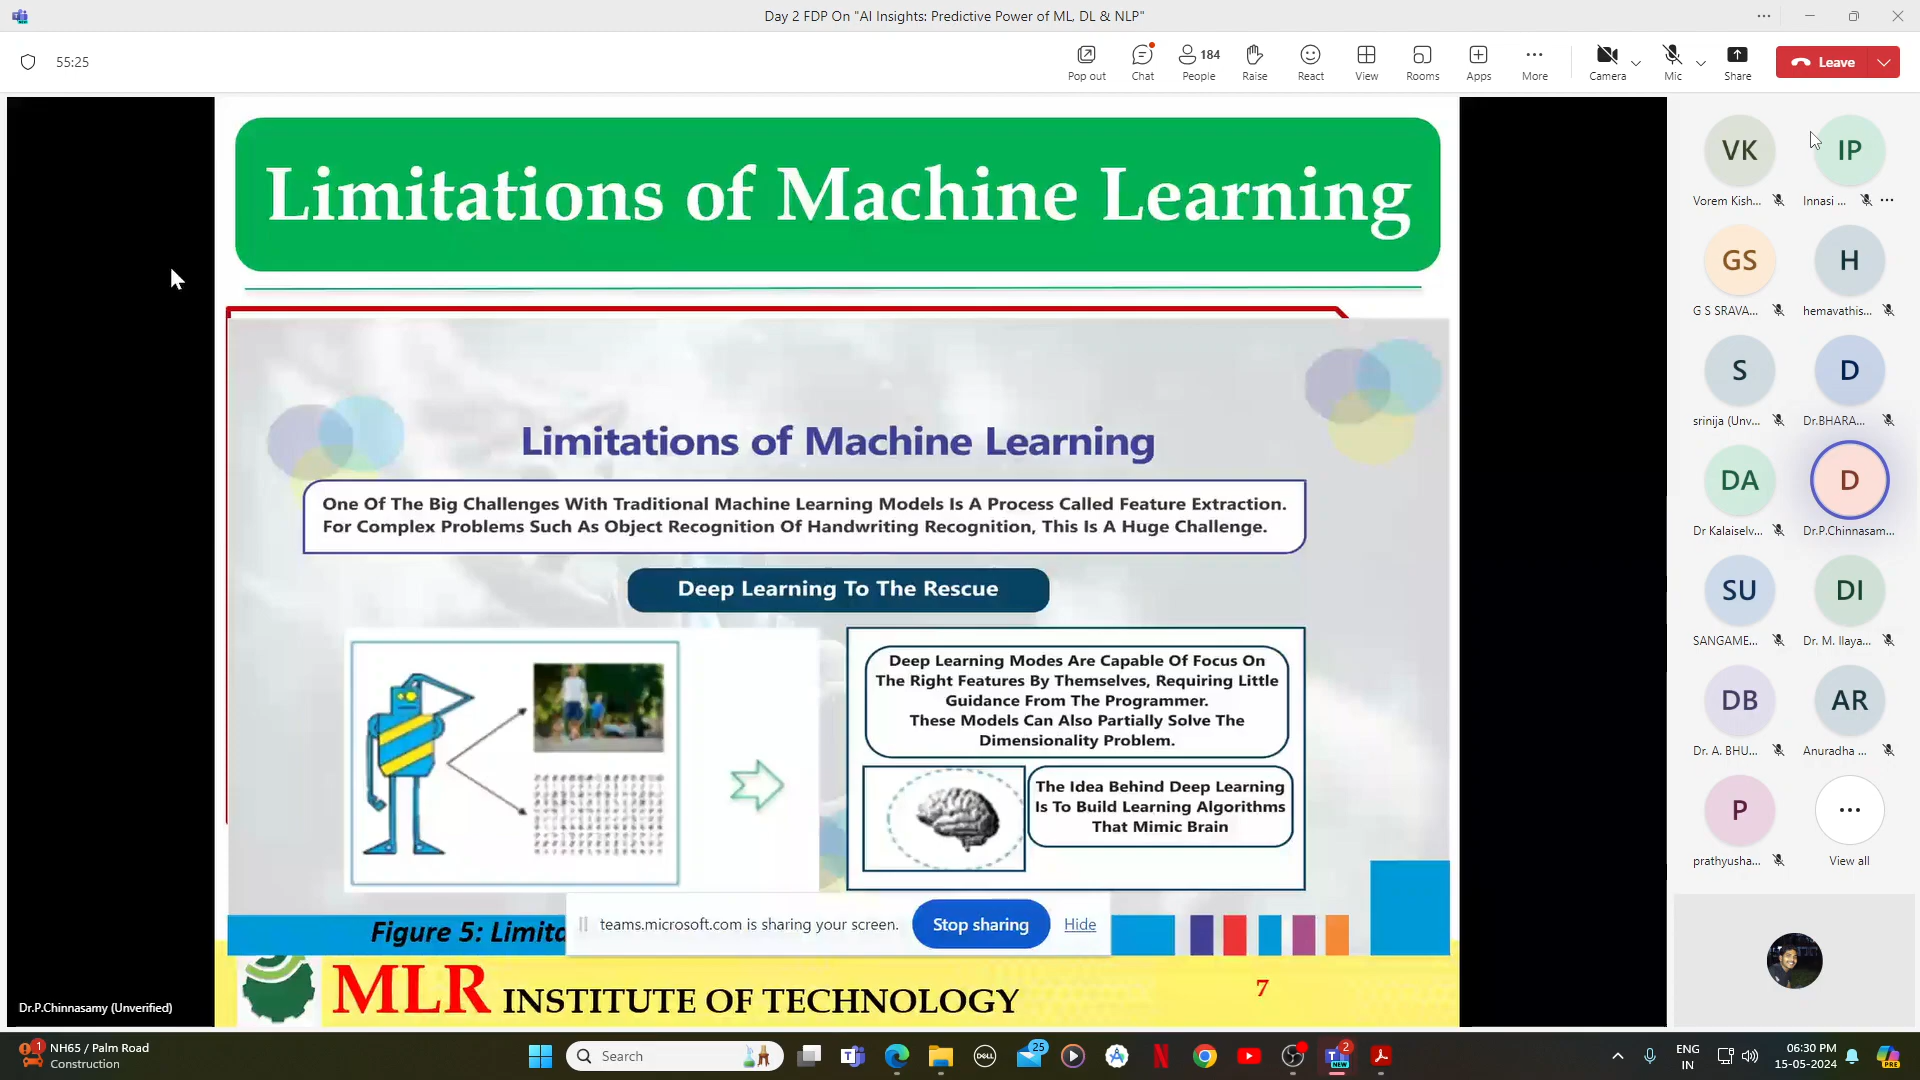 Day 2 FDP On "AI Insights: Predictive Power of ML, DL & NLP"
55:25
Pop out
Chat
184
People
Raise
React
View
Rooms
Apps
More
Camera
Mic
Share
Leave
Limitations of Machine Learning
Limitations of Machine Learning
One Of The Big Challenges With Traditional Machine Learning Models Is A Process Called Feature Extraction.
For Complex Problems Such As Object Recognition Of Handwriting Recognition, This Is A Huge Challenge.
Deep Learning To The Rescue
Deep Learning Modes Are Capable Of Focus On
The Right Features By Themselves, Requiring Little
Guidance From The Programmer.
These Models Can Also Partially Solve The
Dimensionality Problem.
The Idea Behind Deep Learning
Is To Build Learning Algorithms
That Mimic Brain
Figure 5: Limita
teams.microsoft.com is sharing your screen.
Stop sharing
Hide
MLR INSTITUTE OF TECHNOLOGY
7
Dr.P.Chinnasamy (Unverified)
VK
Vorem Kish...
IP
Innasi ...
GS
G S SRAVA...
H
hemavathis...
S
srinija (Unv...
D
Dr.BHARA...
DA
Dr Kalaiselv...
D
Dr.P.Chinnasam...
SU
SANGAME...
DI
Dr. M. Ilaya...
DB
Dr. A. BHU...
AR
Anuradha ...
P
prathyusha...
View all
1
NH65 / Palm Road
Construction
Search
DELL
25
NEW
2
ENG
IN
06:30 PM
15-05-2024
PRE